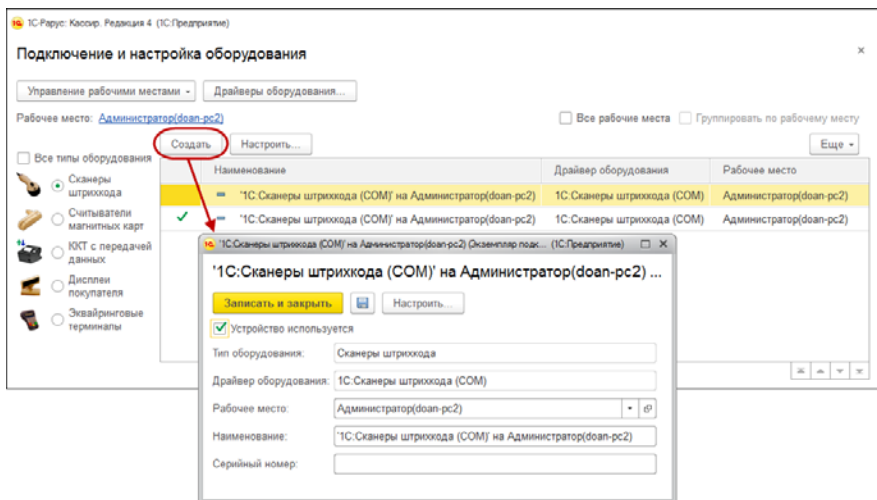 1С-Рарус: Кассир. Редакция 4 (1С:Предприятие)
Подключение и настройка оборудования
Управление рабочими местами
Драйверы оборудования...
Рабочее место: Администратор(doan-pc2)
Все рабочие места
Группировать по рабочему месту
Создать
Настроить...
Еще
Все типы оборудования
Сканеры
штрихкода
Считыватели
магнитных карт
ККТ с передачей
данных
Дисплеи
покупателя
Эквайринговые
терминалы
Наименование
Драйвер оборудования
Рабочее место
'1С:Сканеры штрихкода (COM)' на Администратор(doan-pc2)
1С:Сканеры штрихкода (COM)
Администратор(doan-pc2)
'1С:Сканеры штрихкода (COM)' на Администратор(doan-pc2)
1С:Сканеры штрихкода (COM)
Администратор(doan-pc2)
'1С:Сканеры штрихкода (COM)' на Администратор(doan-pc2) (Экземпляр подк... (1С:Предприятие)
'1С:Сканеры штрихкода (COM)' на Администратор(doan-pc2) ...
Записать и закрыть
Настроить...
Устройство используется
Тип оборудования: Сканеры штрихкода
Драйвер оборудования: 1С:Сканеры штрихкода (COM)
Рабочее место: Администратор(doan-pc2)
Наименование: '1С:Сканеры штрихкода (COM)' на Администратор(doan-pc2)
Серийный номер: